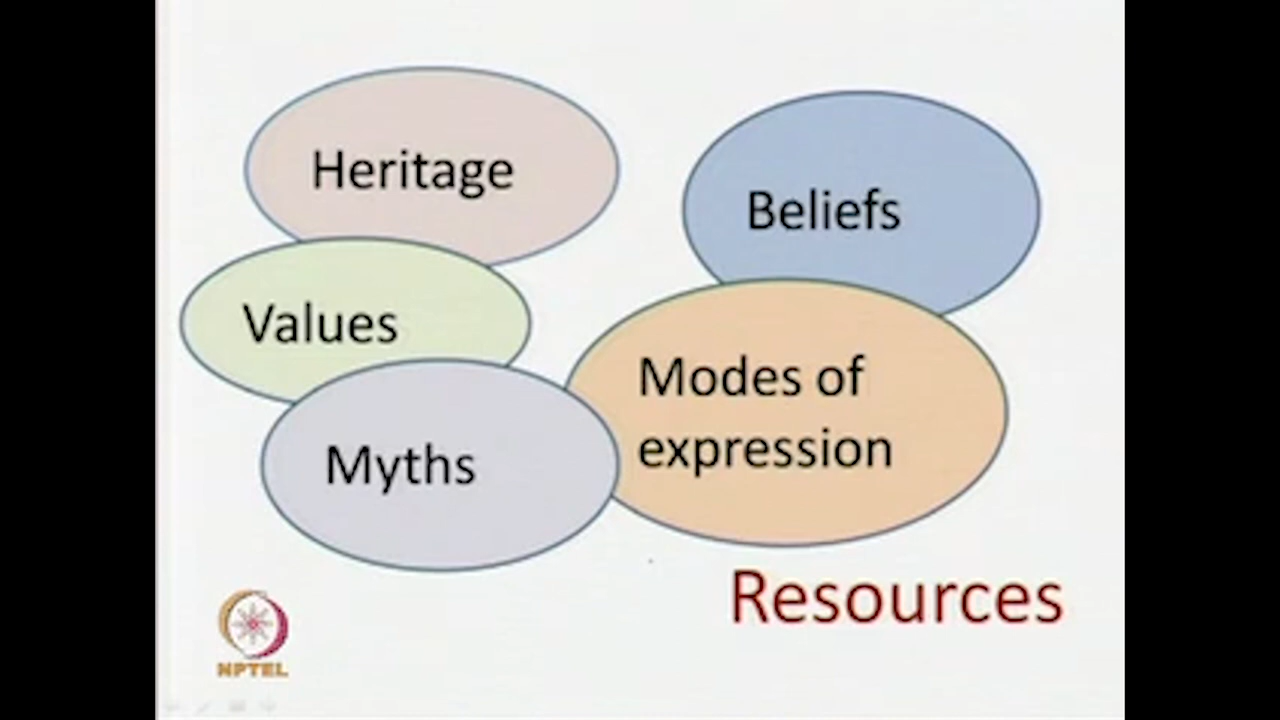 Heritage
Beliefs
Values
Modes of
expression
Myths
Resources
NPTEL